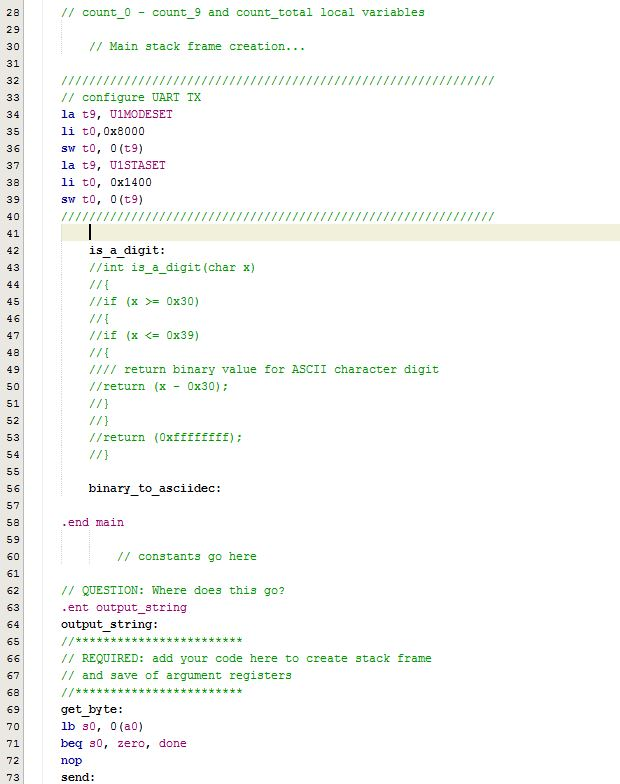 28 // count_0 - count_9 and count_total local variables
29
30 // Main stack frame creation...
31
32 //////////////////////////////////////////////////////////////
33 // configure UART TX
34 la t9, U1MODESET
35 li t0,0x8000
36 sw t0, 0(t9)
37 la t9, U1STASET
38 li t0, 0x1400
39 sw t0, 0(t9)
40 //////////////////////////////////////////////////////////////
41
42 is_a_digit:
43 //int is_a_digit(char x)
44 //{
45 //if (x >= 0x30)
46 //{
47 //if (x <= 0x39)
48 //{
49 //// return binary value for ASCII character digit
50 //return (x - 0x30);
51 //}
52 //}
53 //return (0xffffffff);
54 //}
55
56 binary_to_asciidec:
57
58 .end main
59
60 // constants go here
61
62 // QUESTION: Where does this go?
63 .ent output_string
64 output_string:
65 //************************
66 // REQUIRED: add your code here to create stack frame
67 // and save of argument registers
68 //************************
69 get_byte:
70 lb s0, 0(a0)
71 beq s0, zero, done
72 nop
73 send: